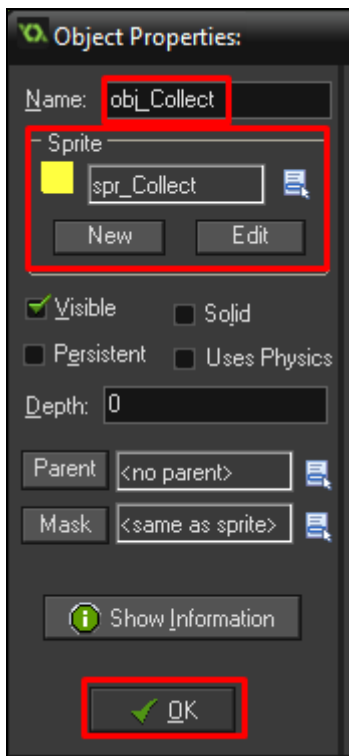 Object Properties:
Name: obj_Collect
Sprite
spr_Collect
New Edit
Visible Solid
Persistent Uses Physics
Depth: 0
Parent <no parent>
Mask <same as sprite>
Show Information
OK